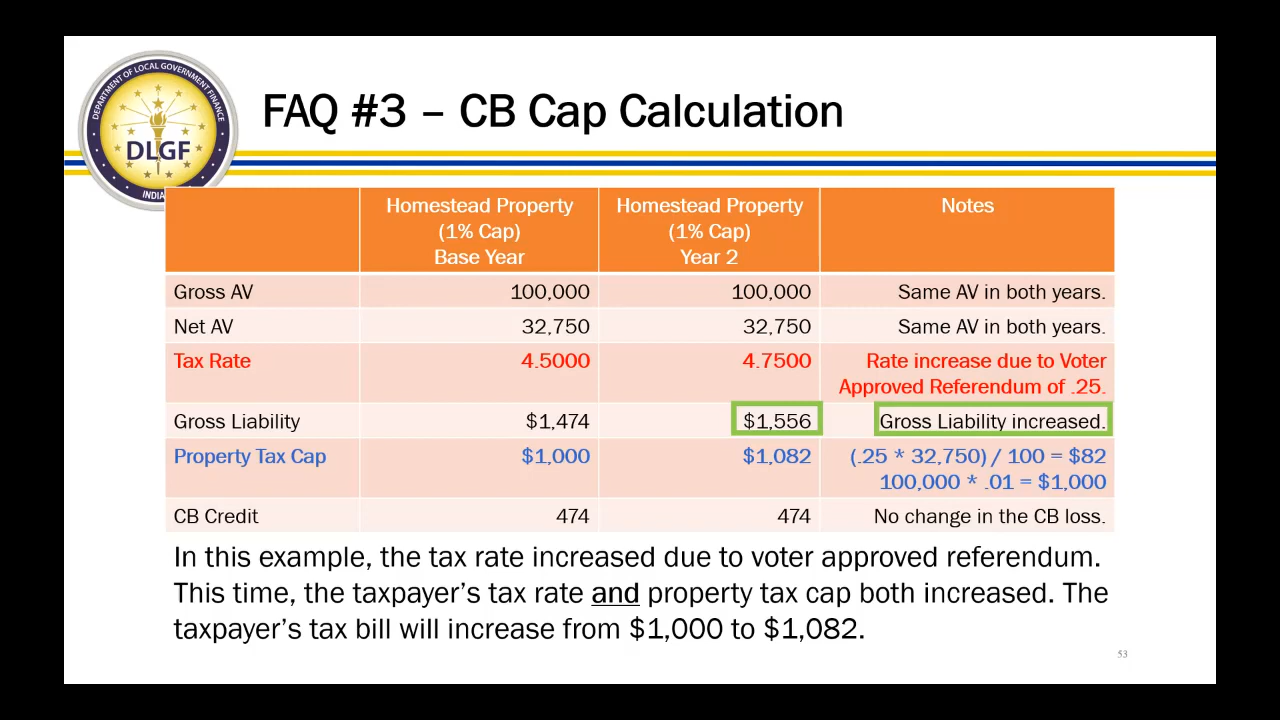 DEPARTMENT OF LOCAL GOVERNMENT FINANCE
DLGF
FAQ #3 – CB Cap Calculation
Homestead Property
(1% Cap)
Base Year
Homestead Property
(1% Cap)
Year 2
Notes
Gross AV 100,000 100,000 Same AV in both years.
Net AV 32,750 32,750 Same AV in both years.
Tax Rate 4.5000 4.7500 Rate increase due to Voter
Approved Referendum of .25.
Gross Liability $1,474 $1,556 Gross Liability increased.
Property Tax Cap $1,000 $1,082 (.25 * 32,750) / 100 = $82
100,000 * .01 = $1,000
CB Credit 474 474 No change in the CB loss.
In this example, the tax rate increased due to voter approved referendum.
This time, the taxpayer's tax rate and property tax cap both increased. The
taxpayer's tax bill will increase from $1,000 to $1,082.
53